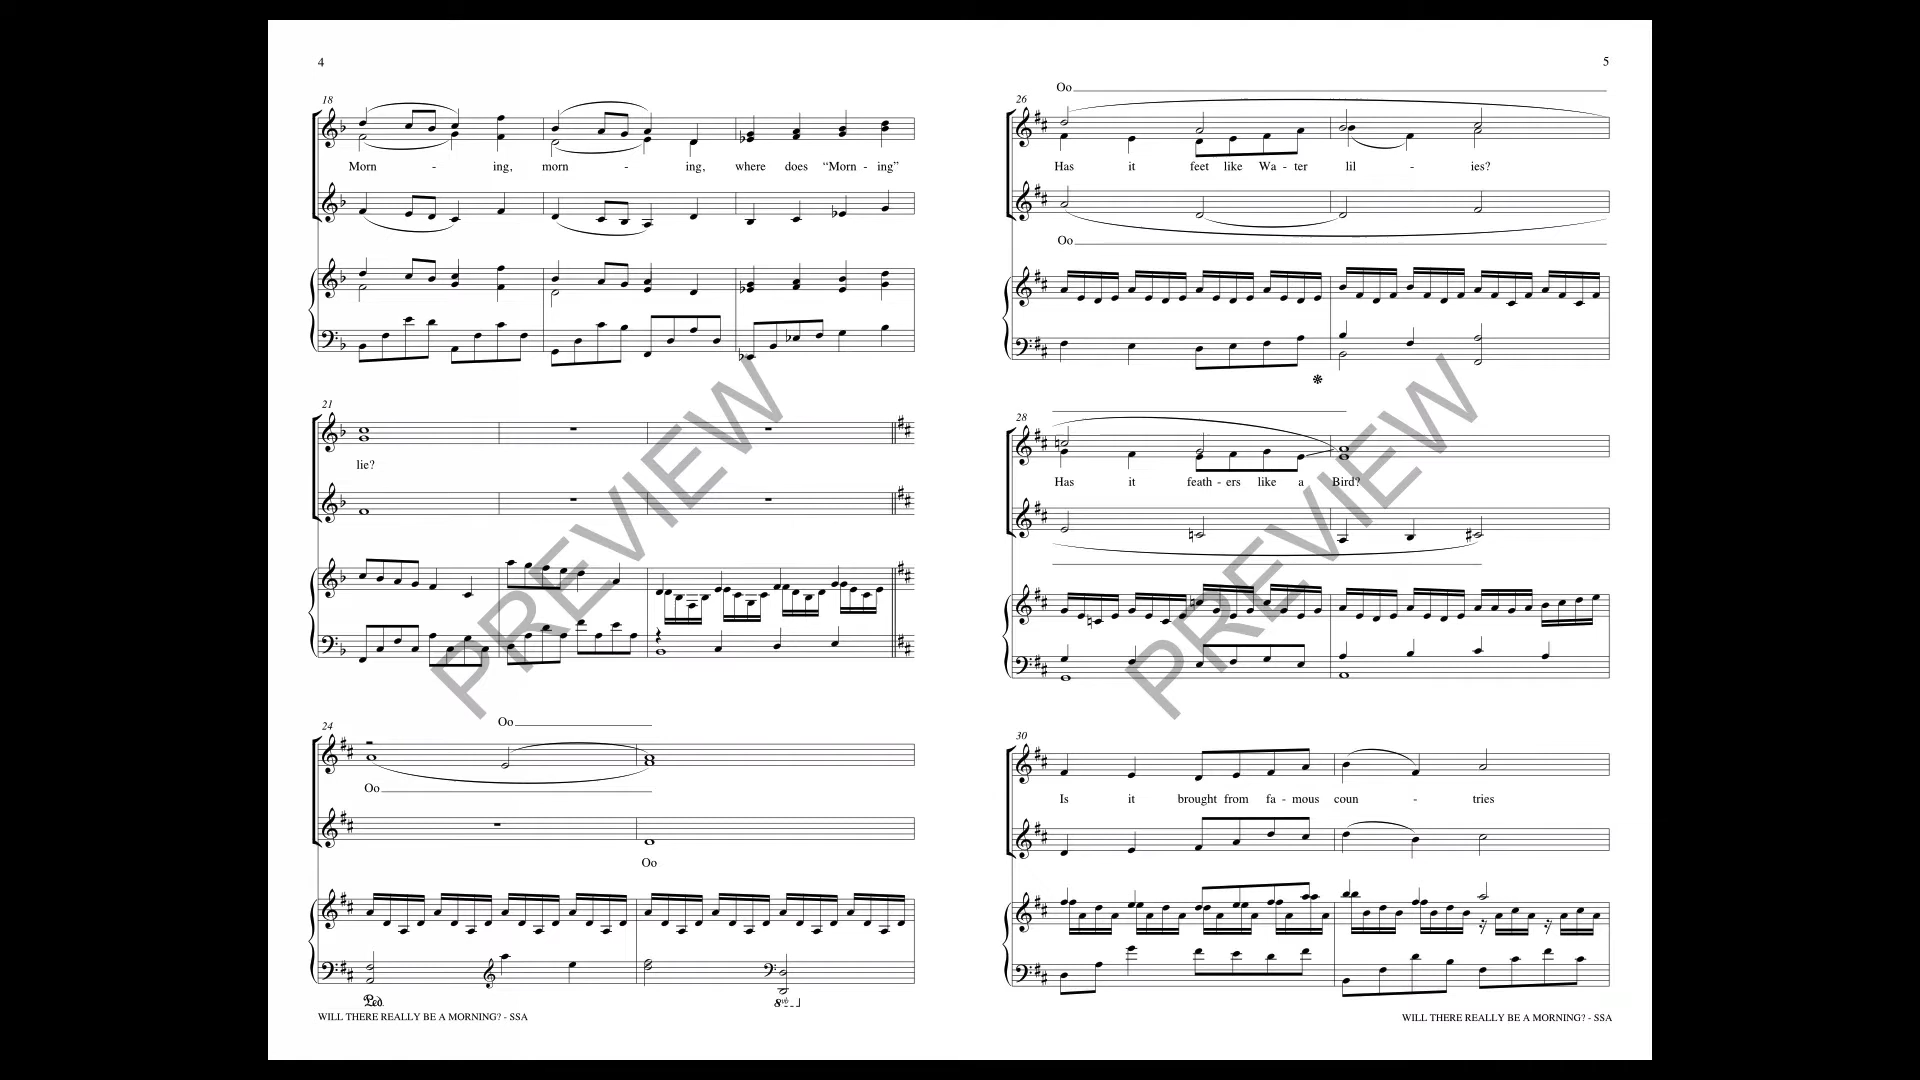 4
18
Morn - ing, morn - ing, where does “Morn - ing”
21
lie?
24
Oo
Oo
Oo
Ped.
8vb
WILL THERE REALLY BE A MORNING? - SSA
PREVIEW
5
26
Oo
Has it feet like Wa - ter lil - ies?
Oo
28
Has it feath - ers like a Bird?
30
Is it brought from fa - mous coun - tries
WILL THERE REALLY BE A MORNING? - SSA
PREVIEW